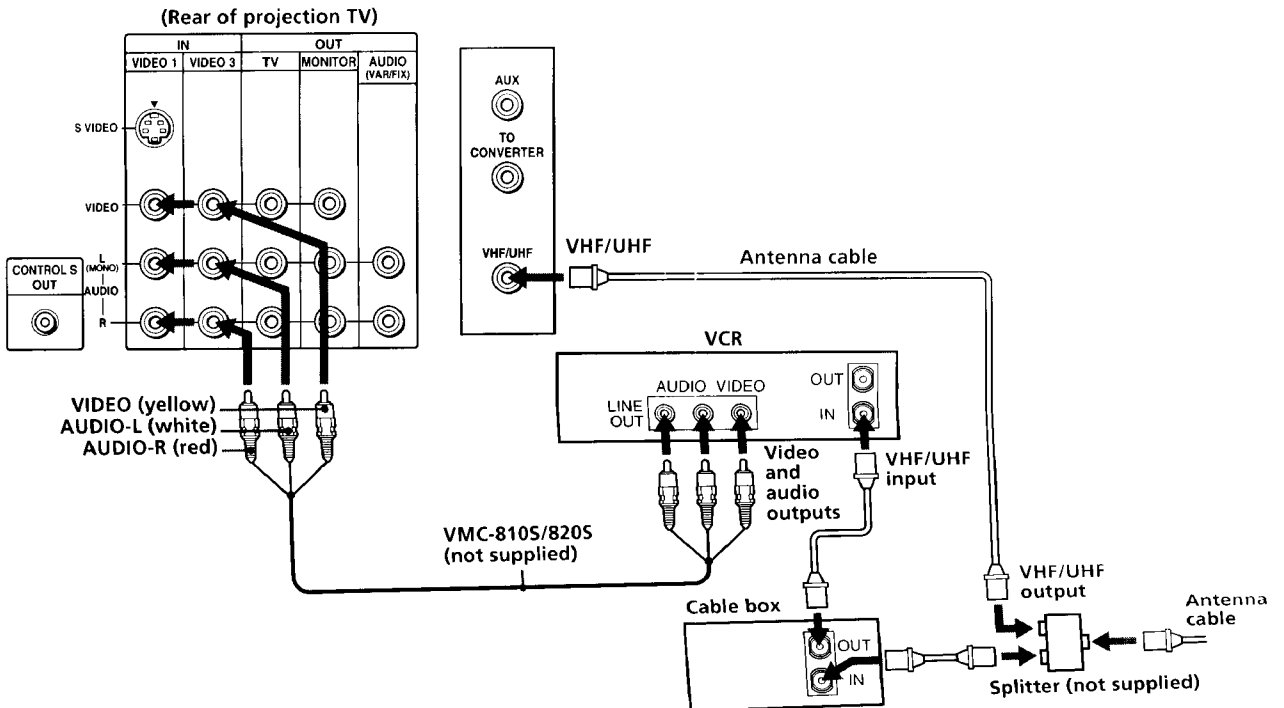 (Rear of projection TV)
IN
OUT
VIDEO 1
VIDEO 3
TV
MONITOR
AUDIO
(VAR/FIX)
S VIDEO
VIDEO
L
(MONO)
AUDIO
R
CONTROL S
OUT
AUX
TO
CONVERTER
VHF/UHF
VHF/UHF
Antenna cable
VCR
AUDIO VIDEO
LINE
OUT
OUT
IN
VIDEO (yellow)
AUDIO-L (white)
AUDIO-R (red)
Video
and
audio
outputs
VHF/UHF
input
VMC-810S/820S
(not supplied)
Cable box
OUT
IN
VHF/UHF
output
Antenna
cable
Splitter (not supplied)